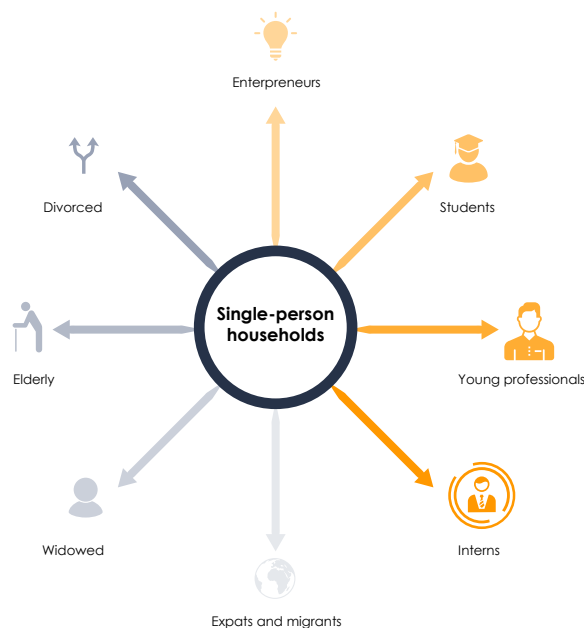 Enterpreneurs
Divorced
Students
Single-person
households
Elderly
Young professionals
Widowed
Interns
Expats and migrants